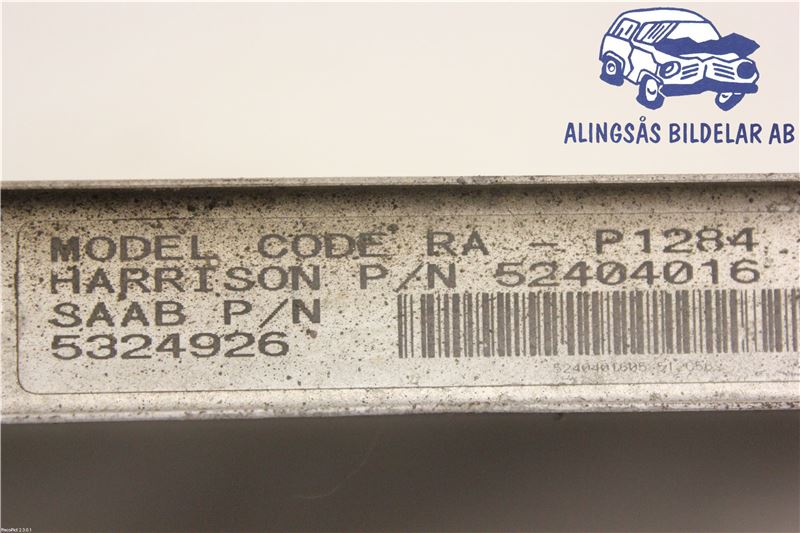 ALINGSÅS BILDELAR AB
MODEL CODE RA - P1284
HARRISON P/N 52404016
SAAB P/N
5324926